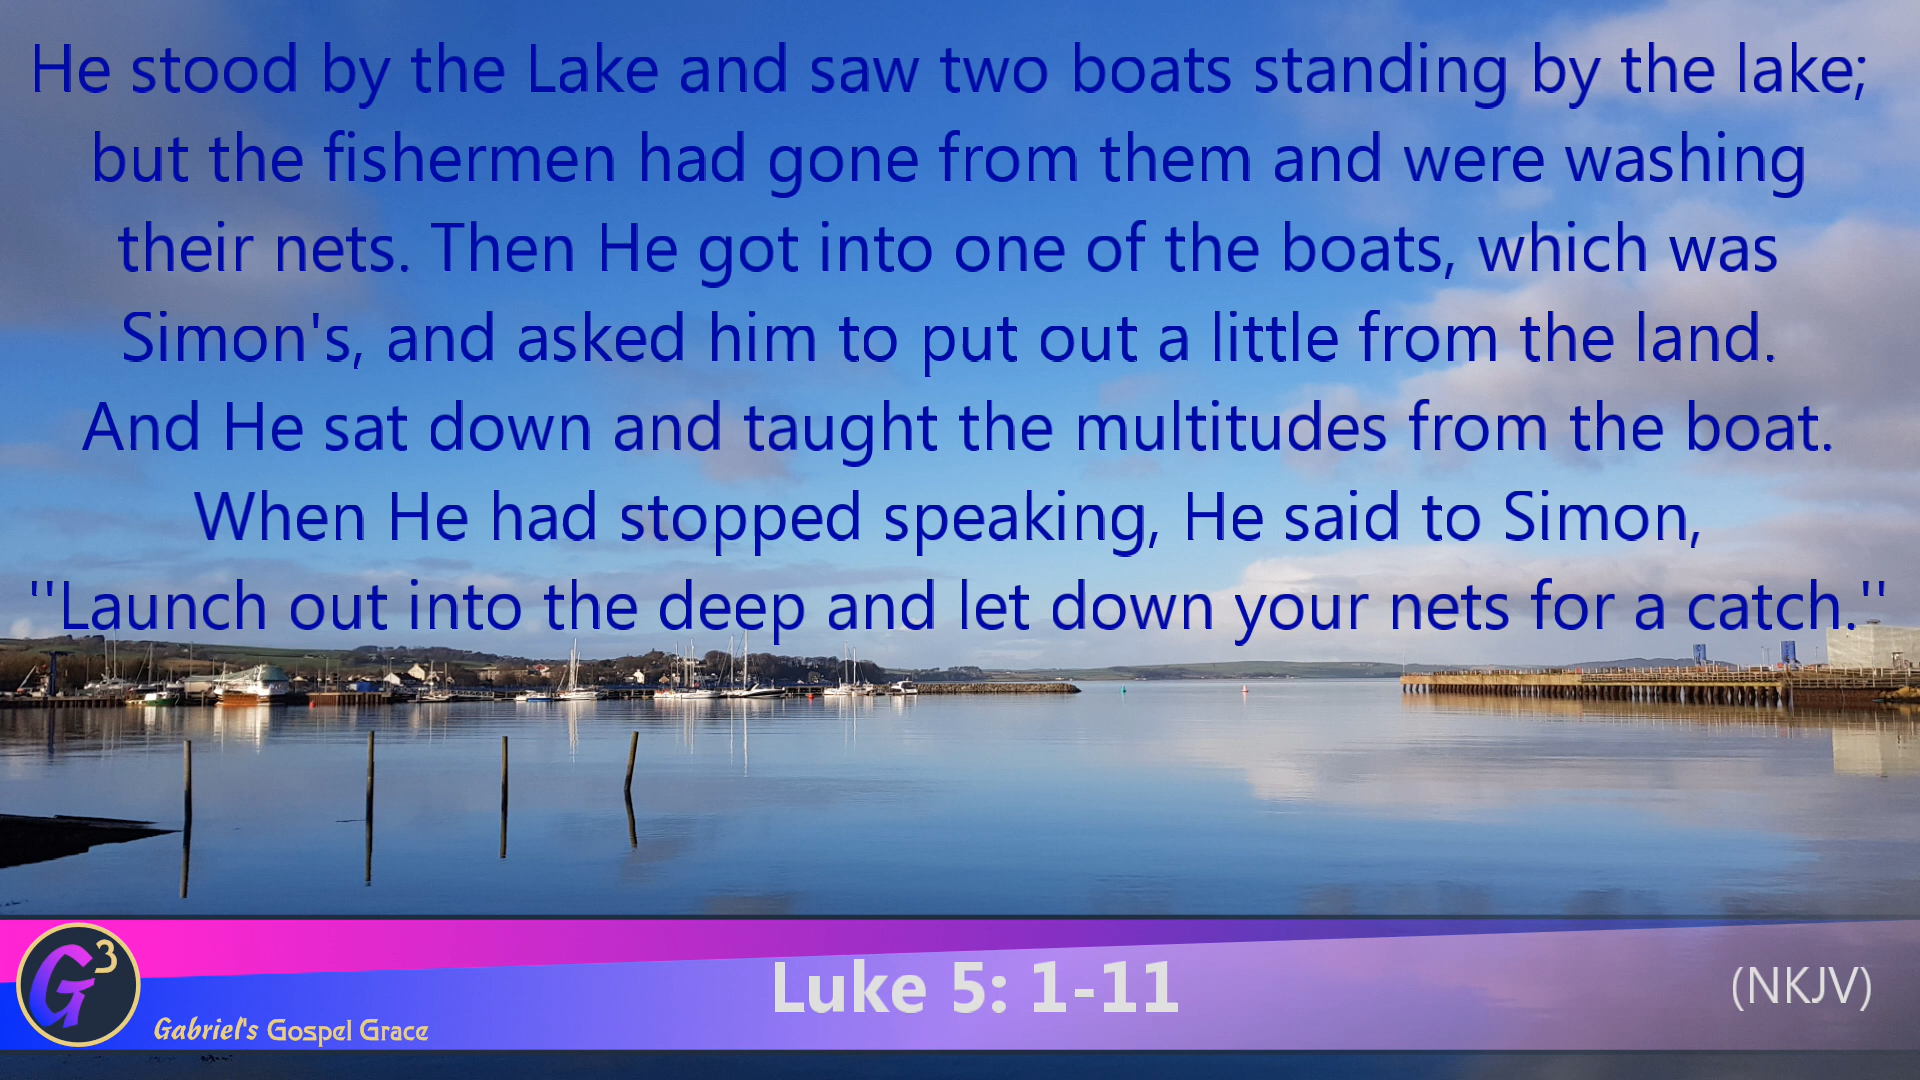 He stood by the Lake and saw two boats standing by the lake;
but the fishermen had gone from them and were washing
their nets. Then He got into one of the boats, which was
Simon's, and asked him to put out a little from the land.
And He sat down and taught the multitudes from the boat.
When He had stopped speaking, He said to Simon,
''Launch out into the deep and let down your nets for a catch.''
G3
Gabriel's Gospel Grace
Luke 5: 1-11
(NKJV)